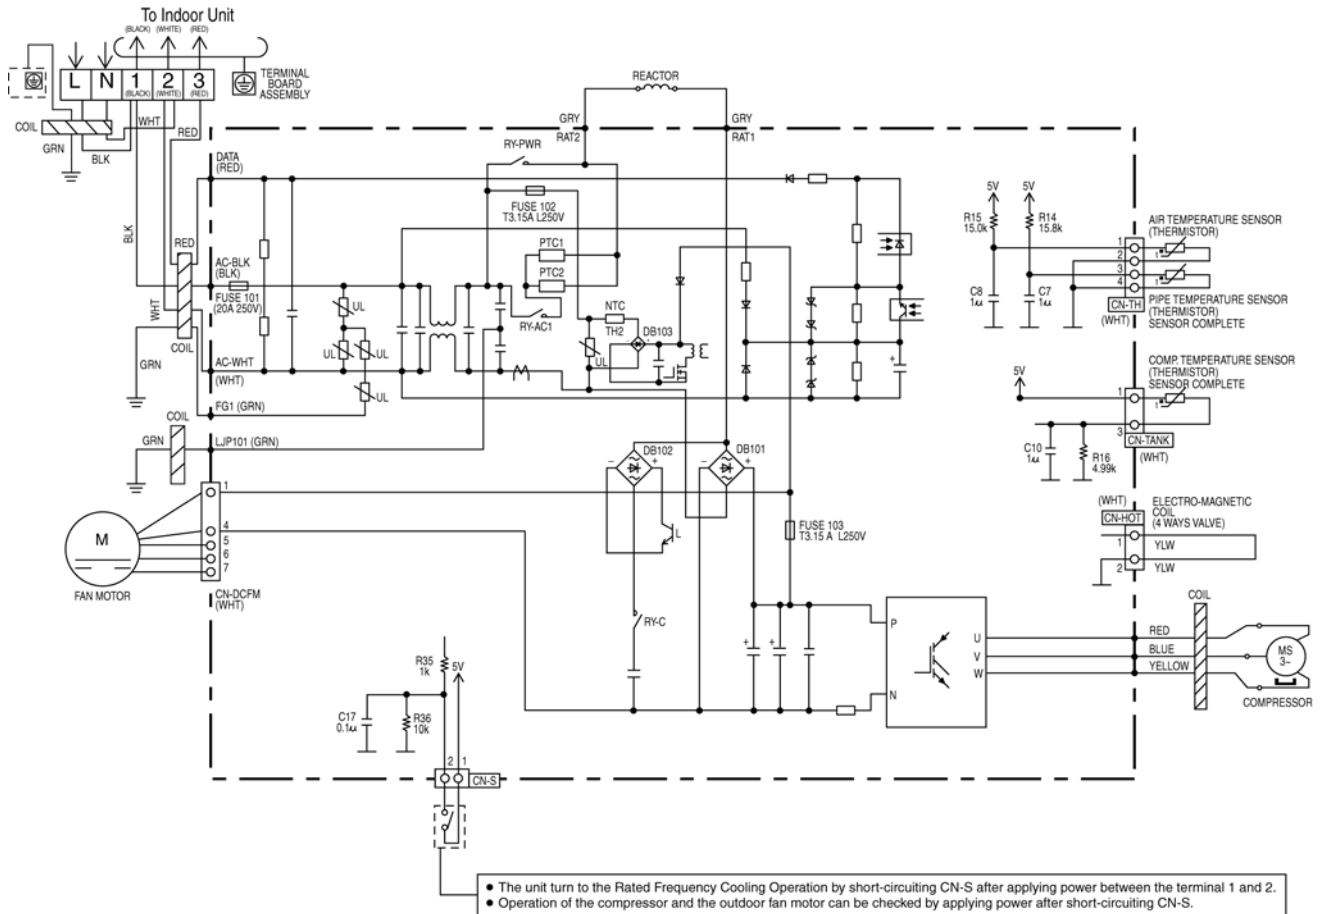 To Indoor Unit
(BLACK) (WHITE) (RED)
L N 1 2 3
(BLACK) (WHITE) (RED)
TERMINAL
BOARD
ASSEMBLY
COIL
WHT
RED
GRN
BLK
REACTOR
GRY
GRY
RAT2
RAT1
DATA
(RED)
RY-PWR
FUSE 102
T3.15A L250V
BLK
RED
AC-BLK
(BLK)
FUSE 101
(20A 250V)
WHT
UL
UL
UL
UL
PTC1
PTC2
RY-AC1
NTC
TH2
DB103
UL
COIL
GRN
AC-WHT
(WHT)
FG1 (GRN)
COIL
GRN
LJP101 (GRN)
DB102
DB101
-
+
-
+
L
FUSE 103
T3.15 A L250V
1
4
5
6
7
M
FAN MOTOR
CN-DCFM
(WHT)
RY-C
+
+
+
P
N
U
V
W
5V
5V
R15
15.0k
R14
15.8k
C8
1µ
C7
1µ
1
2
3
4
CN-TH
(WHT)
AIR TEMPERATURE SENSOR
(THERMISTOR)
t
t
PIPE TEMPERATURE SENSOR
(THERMISTOR)
SENSOR COMPLETE
COMP. TEMPERATURE SENSOR
(THERMISTOR)
SENSOR COMPLETE
5V
1
t
3
C10
1µ
R16
4.99k
CN-TANK
(WHT)
(WHT)
CN-HOT
ELECTRO-MAGNETIC
COIL
(4 WAYS VALVE)
1
YLW
2
YLW
COIL
RED
BLUE
YELLOW
MS
3~
COMPRESSOR
R35
1k
5V
C17
0.1µ
R36
10k
2 1
CN-S
● The unit turn to the Rated Frequency Cooling Operation by short-circuiting CN-S after applying power between the terminal 1 and 2.
● Operation of the compressor and the outdoor fan motor can be checked by applying power after short-circuiting CN-S.